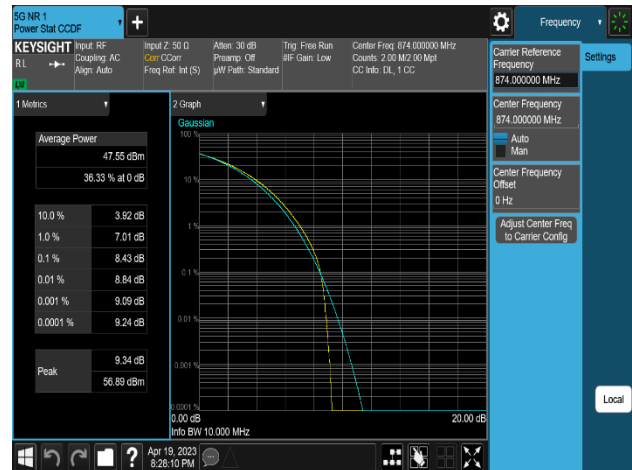 5G NR 1
Power Stat CCDF
Frequency
KEYSIGHT
RL
Input: RF
Coupling: AC
Align: Auto
Input Z: 50 Ω
Corr CCorr
Freq Ref: Int (S)
Atten: 30 dB
Preamp: Off
µW Path: Standard
Trig: Free Run
#IF Gain: Low
Center Freq: 874.000000 MHz
Counts: 2.00 M/2.00 Mpt
CC Info: DL, 1 CC
1 Metrics
Average Power
47.55 dBm
36.33 % at 0 dB
10.0 % 3.92 dB
1.0 % 7.01 dB
0.1 % 8.43 dB
0.01 % 8.84 dB
0.001 % 9.09 dB
0.0001 % 9.24 dB
Peak 9.34 dB
56.89 dBm
2 Graph
Gaussian
100 %
10 %
1 %
0.1 %
0.01 %
0.001 %
0.0001 %
0.00 dB 20.00 dB
Info BW 10.000 MHz
Carrier Reference
Frequency
874.000000 MHz
Center Frequency
874.000000 MHz
Auto
Man
Center Frequency
Offset
0 Hz
Adjust Center Freq
to Carrier Config
Settings
Local
?
Apr 19, 2023
8:28:10 PM